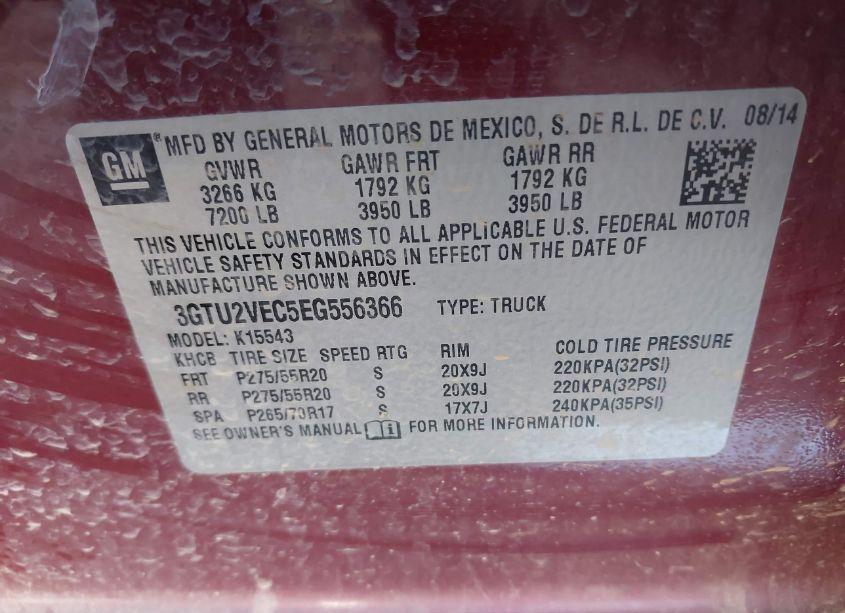 GM ® MFD BY GENERAL MOTORS DE MEXICO, S. DE R.L. DE C.V. 08/14
GVWR GAWR FRT GAWR RR
3266 KG 1792 KG 1792 KG
7200 LB 3950 LB 3950 LB
THIS VEHICLE CONFORMS TO ALL APPLICABLE U.S. FEDERAL MOTOR
VEHICLE SAFETY STANDARDS IN EFFECT ON THE DATE OF
MANUFACTURE SHOWN ABOVE.
3GTU2VEC5EG556366 TYPE: TRUCK
MODEL: K15543
KHCB TIRE SIZE SPEED RTG RIM COLD TIRE PRESSURE
FRT P275/55R20 S 20X9J 220KPA(32PSI)
RR P275/55R20 S 20X9J 220KPA(32PSI)
SPA P265/70R17 S 17X7J 240KPA(35PSI)
SEE OWNER'S MANUAL FOR MORE INFORMATION.